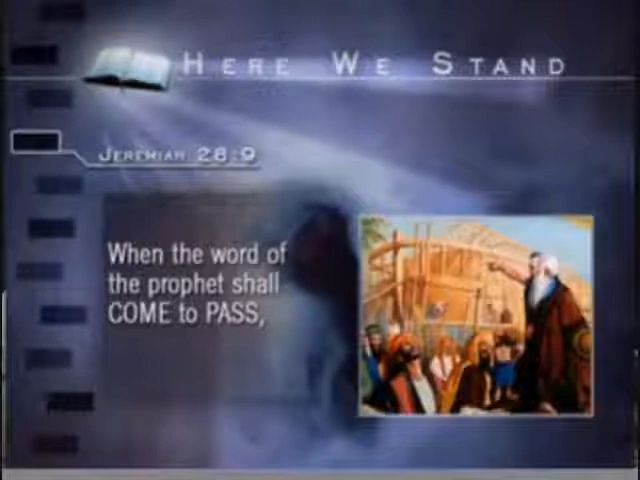 HERE WE STAND
JEREMIAH 28:9
When the word of
the prophet shall
COME to PASS,